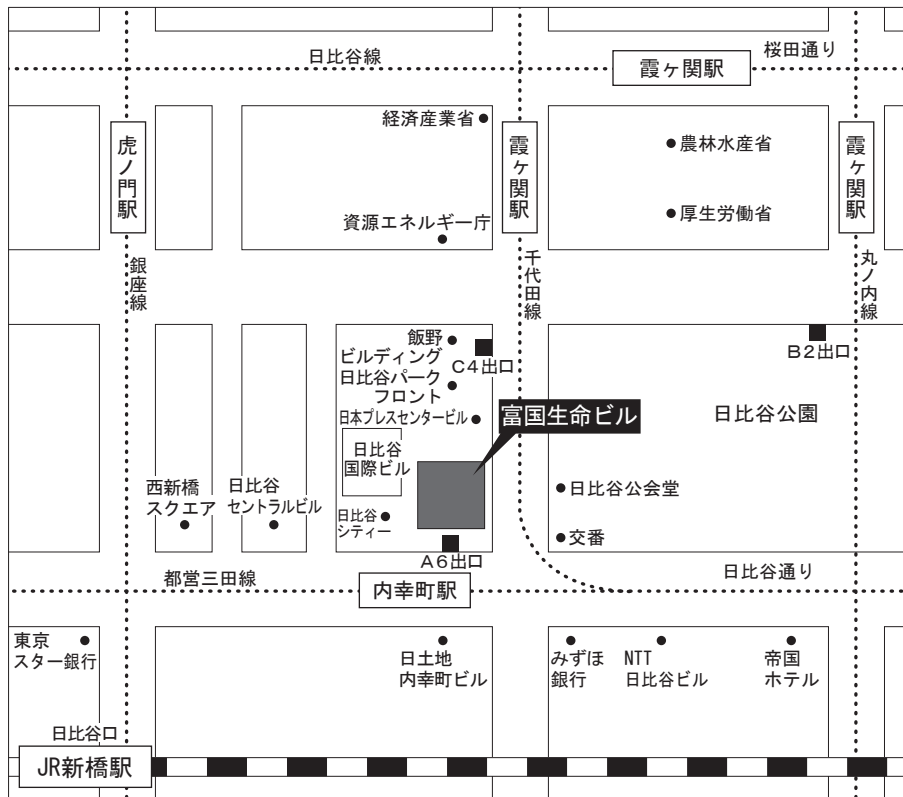 日比谷線
桜田通り
霞ヶ関駅
虎ノ門駅
経済産業省
霞ヶ関駅
農林水産省
霞ヶ関駅
厚生労働省
資源エネルギー庁
銀座線
千代田線
丸ノ内線
飯野
ビルディング
C4出口
B2出口
日比谷パーク
フロント
日本プレスセンタービル
富国生命ビル
日比谷公園
日比谷
国際ビル
西新橋
スクエア
日比谷
セントラルビル
日比谷
シティー
日比谷公会堂
交番
A6出口
都営三田線
内幸町駅
日比谷通り
東京
スター銀行
日土地
内幸町ビル
みずほ
銀行
NTT
日比谷ビル
帝国
ホテル
日比谷口
JR新橋駅